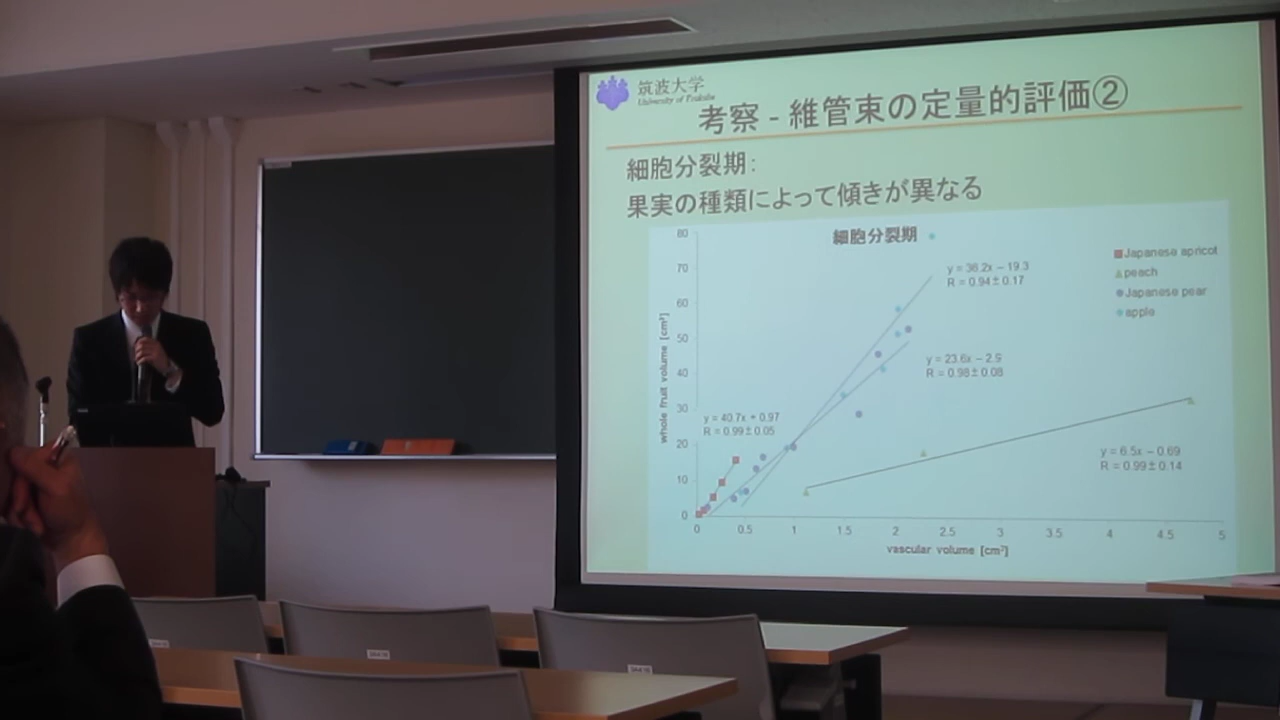 筑波大学
University of Tsukuba
考察 - 維管束の定量的評価②
細胞分裂期:
果実の種類によって傾きが異なる
細胞分裂期
80
70
60
50
40
30
20
10
0
whole fruit volume [cm³]
0 0.5 1 1.5 2 2.5 3 3.5 4 4.5 5
vascular volume [cm³]
y = 36.2x − 19.3
R = 0.94±0.17
y = 23.6x − 2.9
R = 0.98±0.08
y = 40.7x + 0.97
R = 0.99±0.05
y = 6.5x − 0.69
R = 0.99±0.14
Japanese apricot
peach
Japanese pear
apple